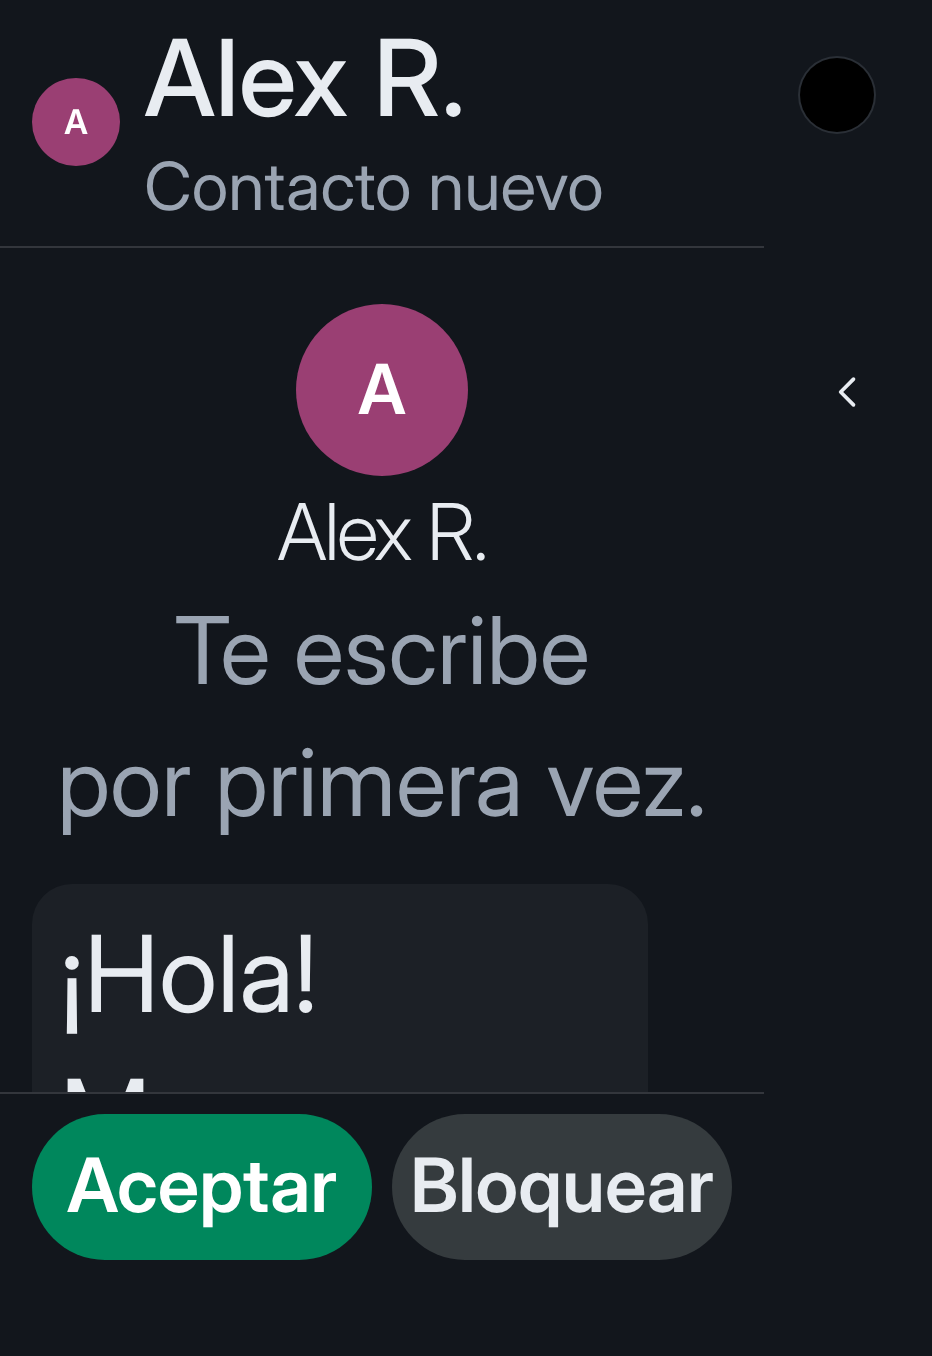 A
Alex R.
Contacto nuevo
A
Alex R.
Te escribe
por primera vez.
¡Hola!
Aceptar
Bloquear